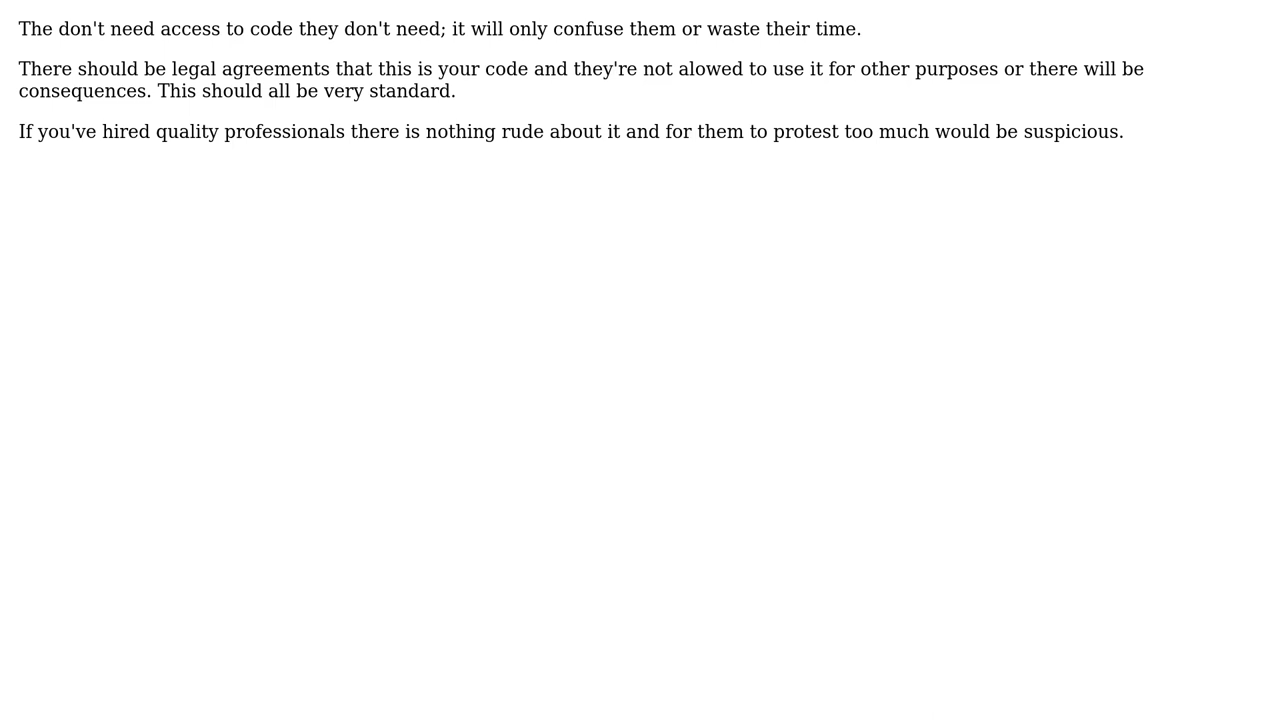 The don't need access to code they don't need; it will only confuse them or waste their time.
There should be legal agreements that this is your code and they're not alowed to use it for other purposes or there will be
consequences. This should all be very standard.
If you've hired quality professionals there is nothing rude about it and for them to protest too much would be suspicious.